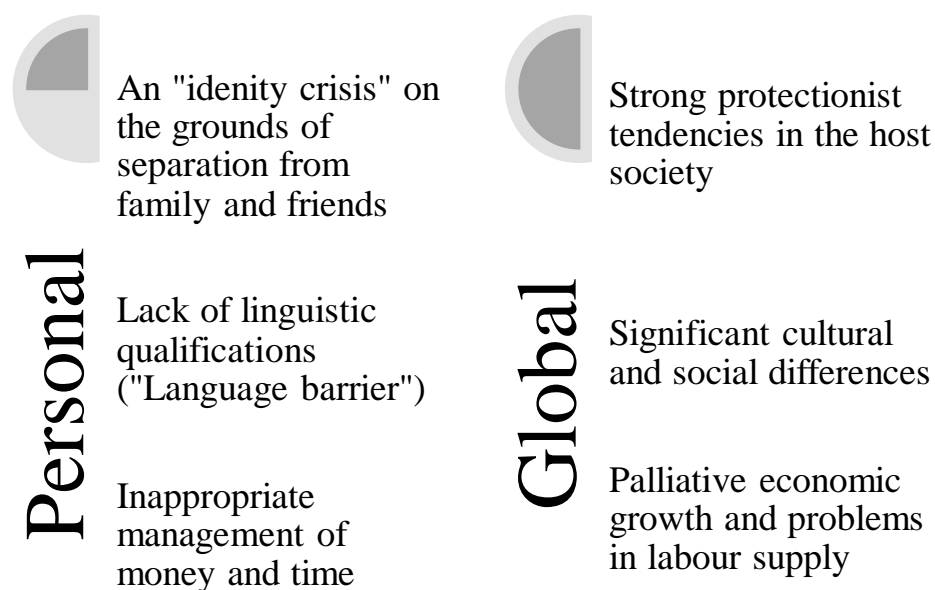 Personal
An "idenity crisis" on
the grounds of
separation from
family and friends
Lack of linguistic
qualifications
("Language barrier")
Inappropriate
management of
money and time
Global
Strong protectionist
tendencies in the host
society
Significant cultural
and social differences
Palliative economic
growth and problems
in labour supply